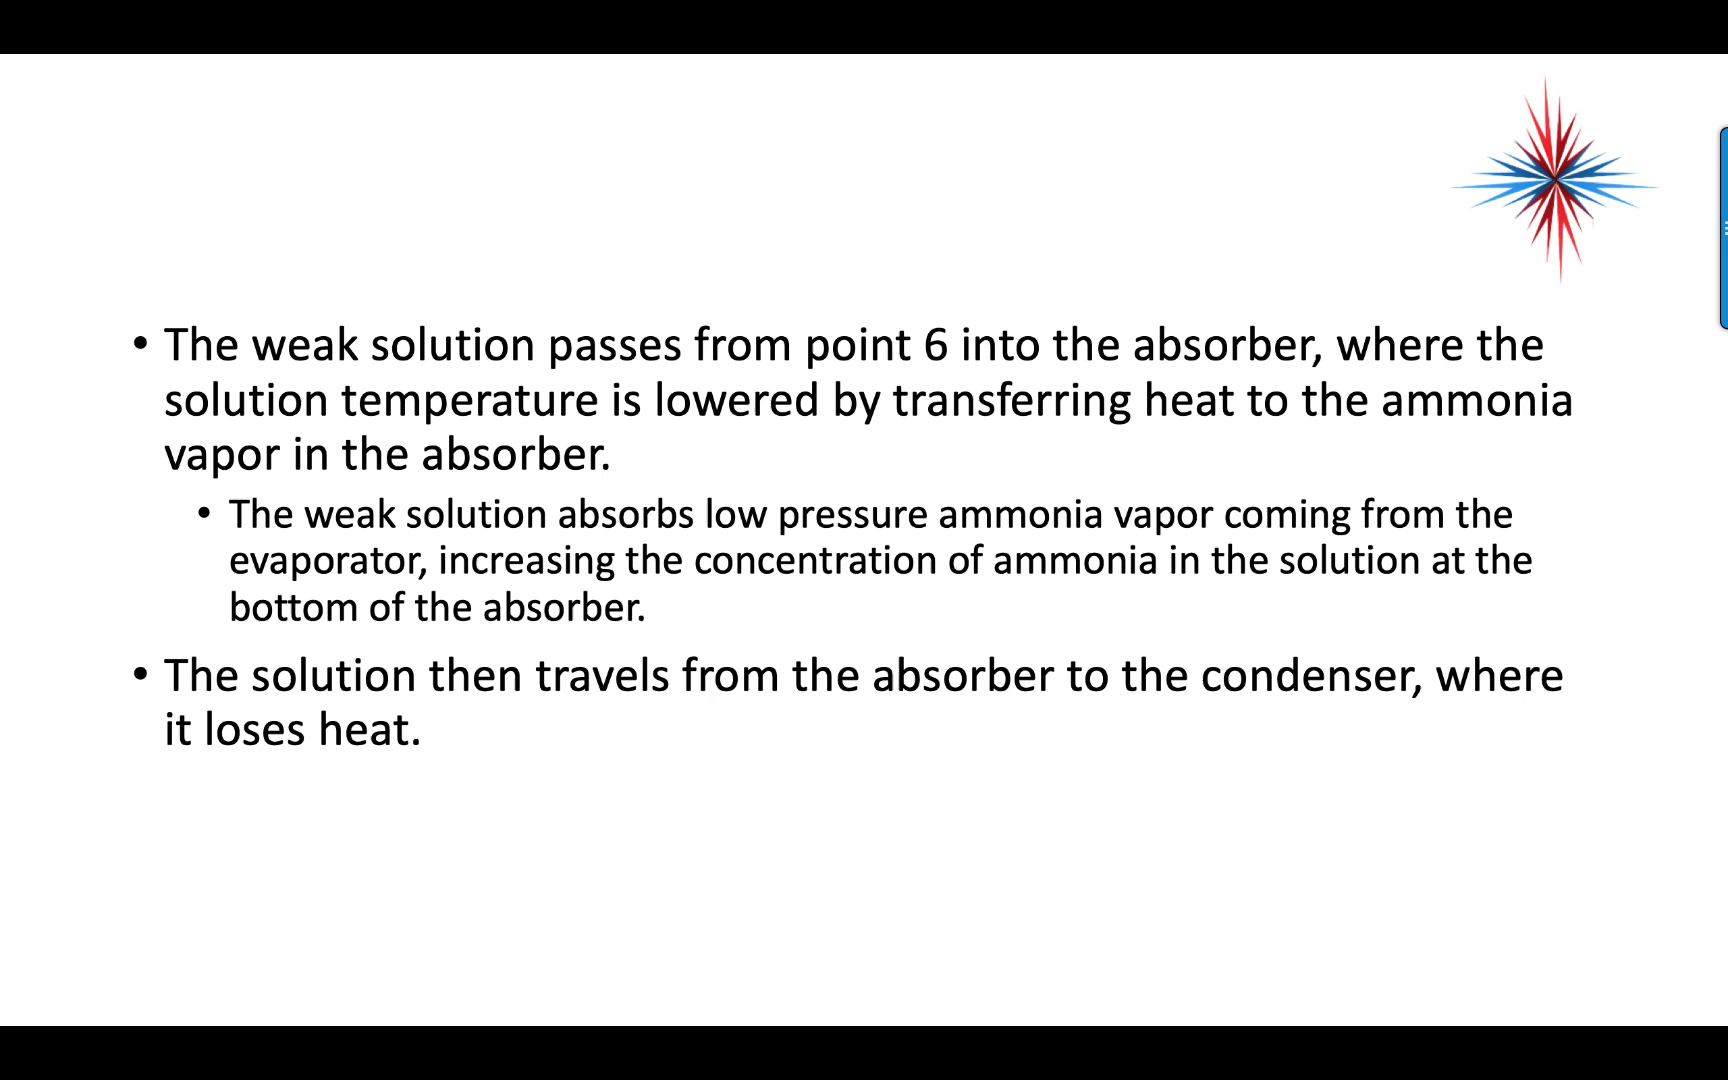 • The weak solution passes from point 6 into the absorber, where the
solution temperature is lowered by transferring heat to the ammonia
vapor in the absorber.
• The weak solution absorbs low pressure ammonia vapor coming from the
evaporator, increasing the concentration of ammonia in the solution at the
bottom of the absorber.
• The solution then travels from the absorber to the condenser, where
it loses heat.